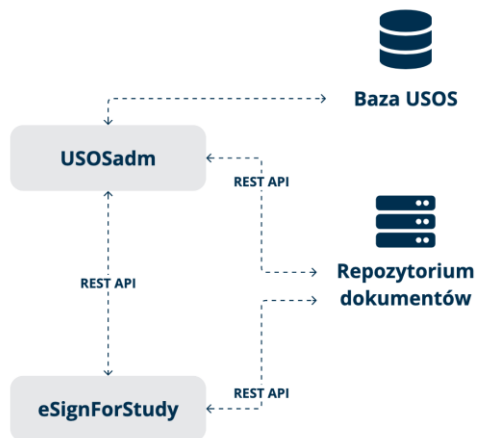 Baza USOS
USOSadm
REST API
Repozytorium
dokumentów
REST API
REST API
eSignForStudy